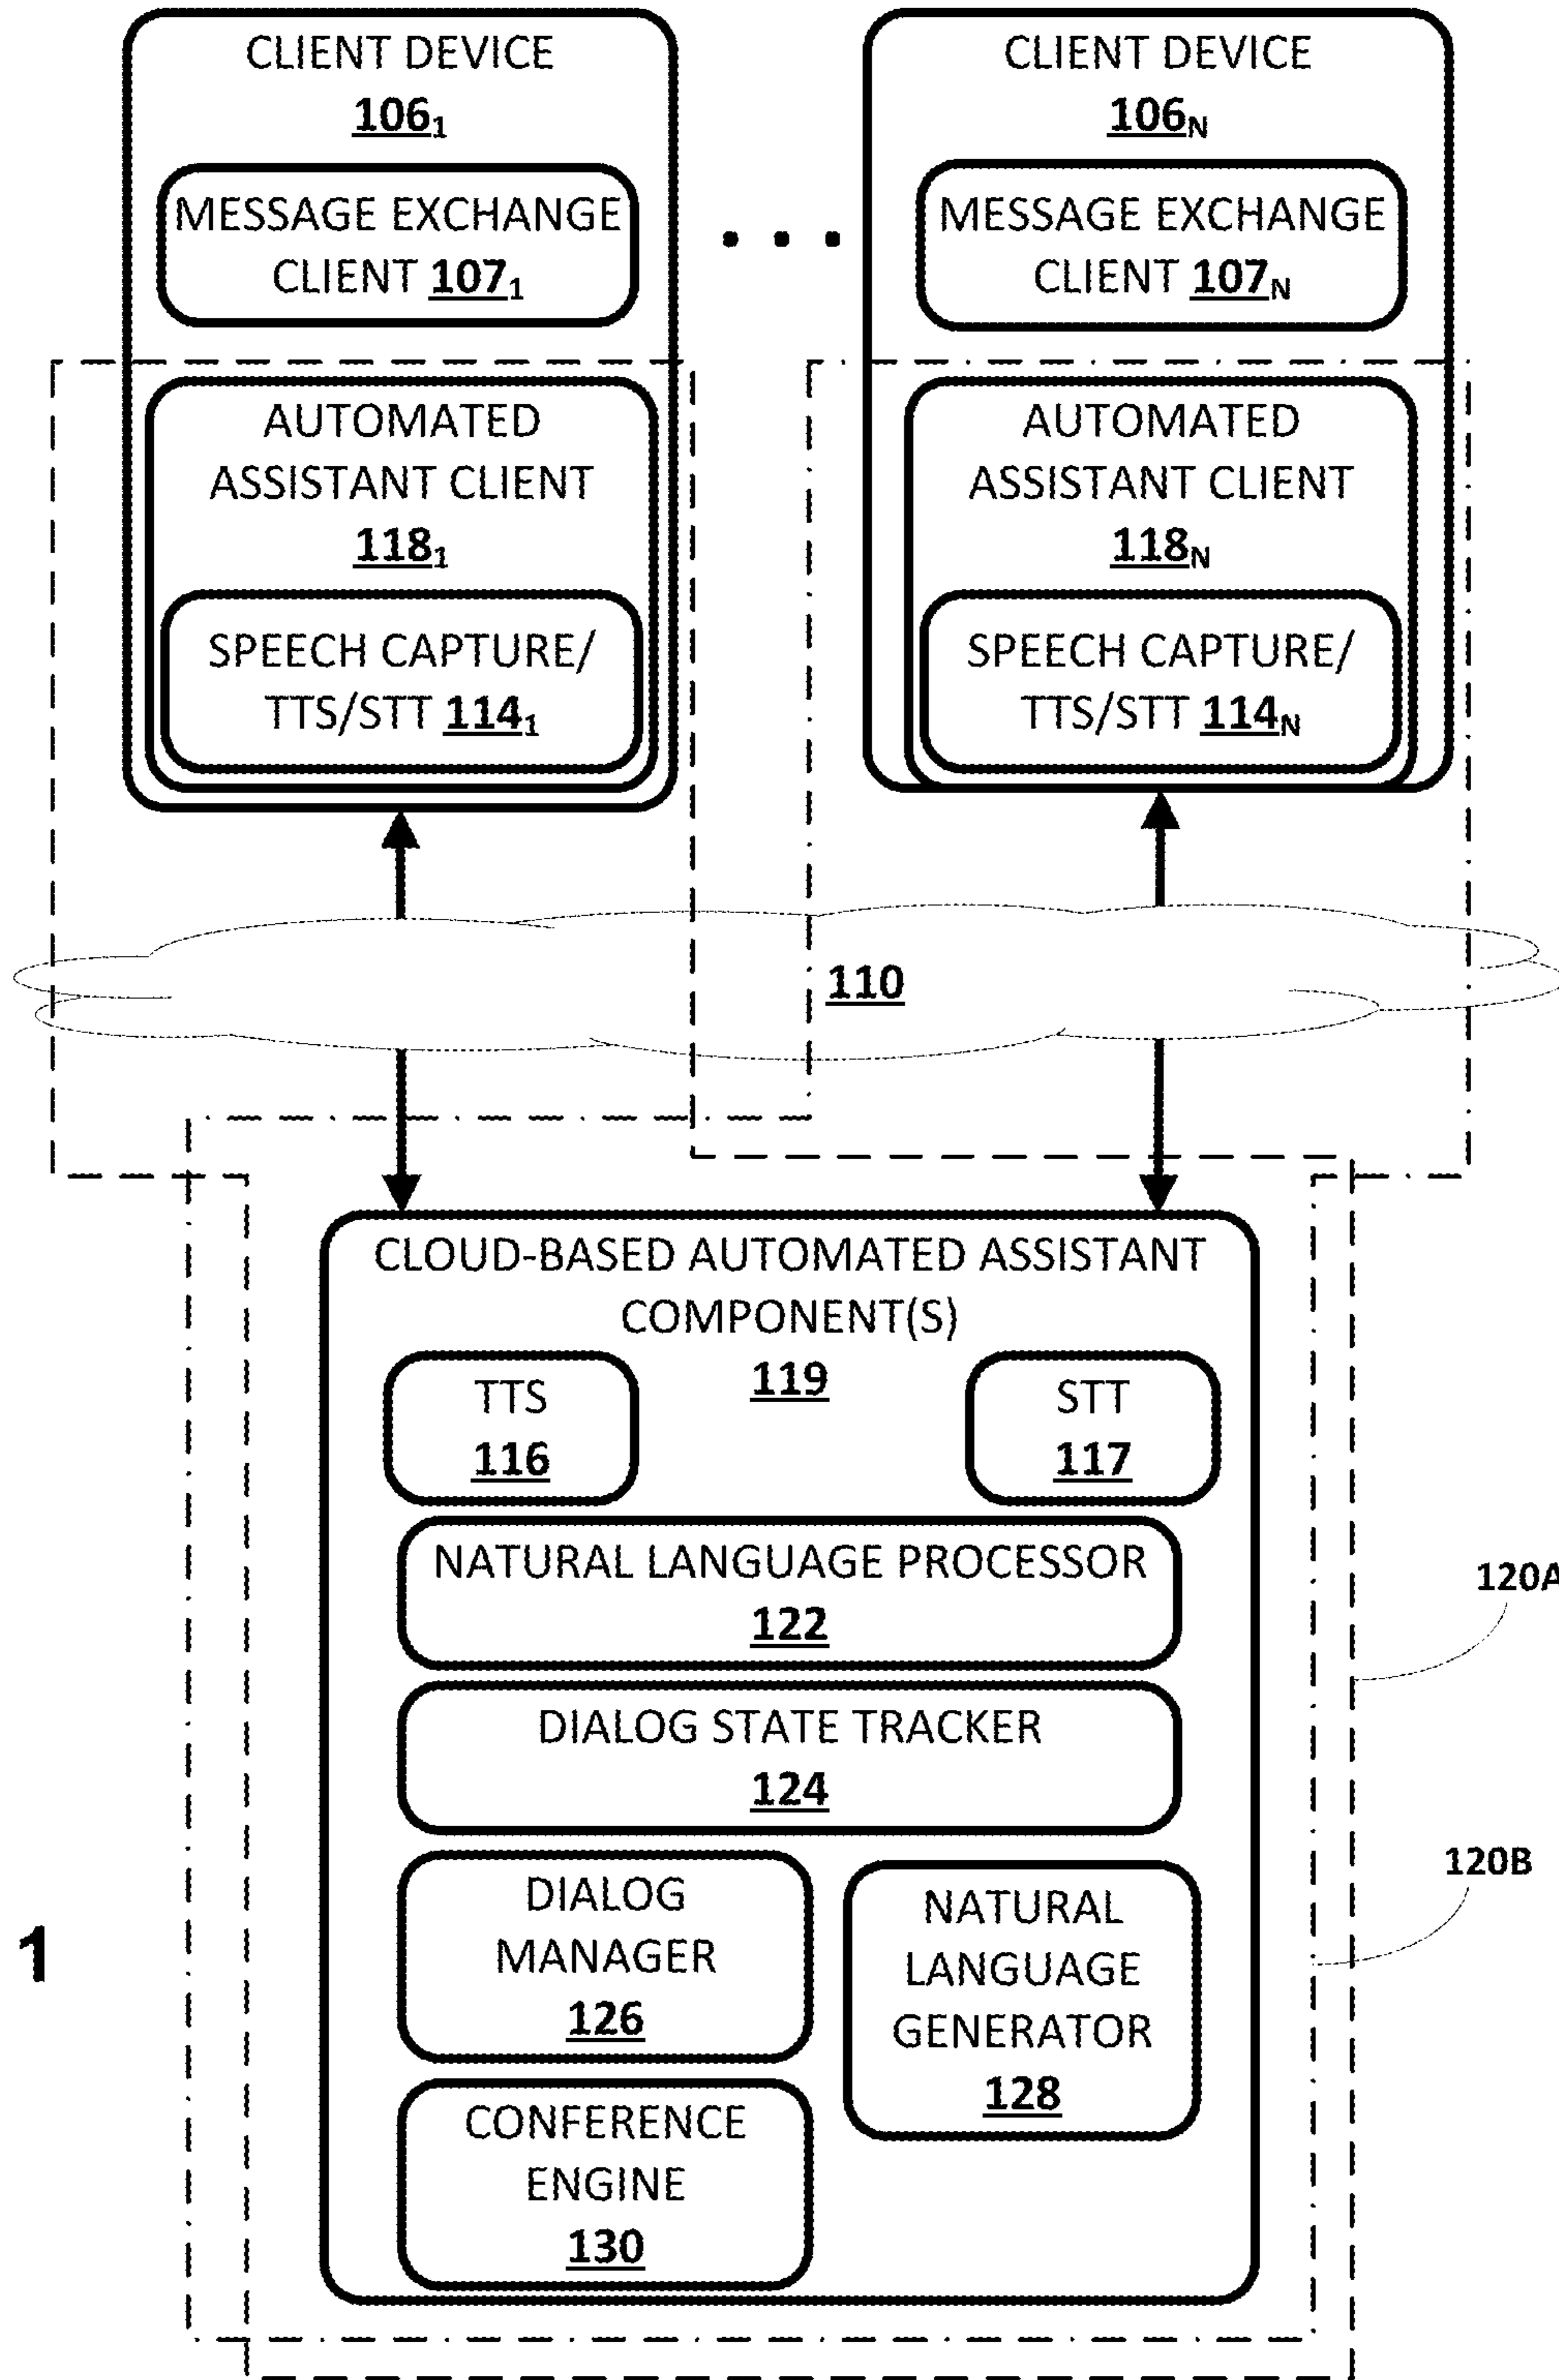 CLIENT DEVICE
106₁
MESSAGE EXCHANGE
CLIENT 107₁
AUTOMATED
ASSISTANT CLIENT
118₁
SPEECH CAPTURE/
TTS/STT 114₁
. . .
CLIENT DEVICE
106N
MESSAGE EXCHANGE
CLIENT 107N
AUTOMATED
ASSISTANT CLIENT
118N
SPEECH CAPTURE/
TTS/STT 114N
110
CLOUD-BASED AUTOMATED ASSISTANT
COMPONENT(S)
119
TTS
116
STT
117
NATURAL LANGUAGE PROCESSOR
122
DIALOG STATE TRACKER
124
DIALOG
MANAGER
126
NATURAL
LANGUAGE
GENERATOR
128
CONFERENCE
ENGINE
130
120A
120B
1